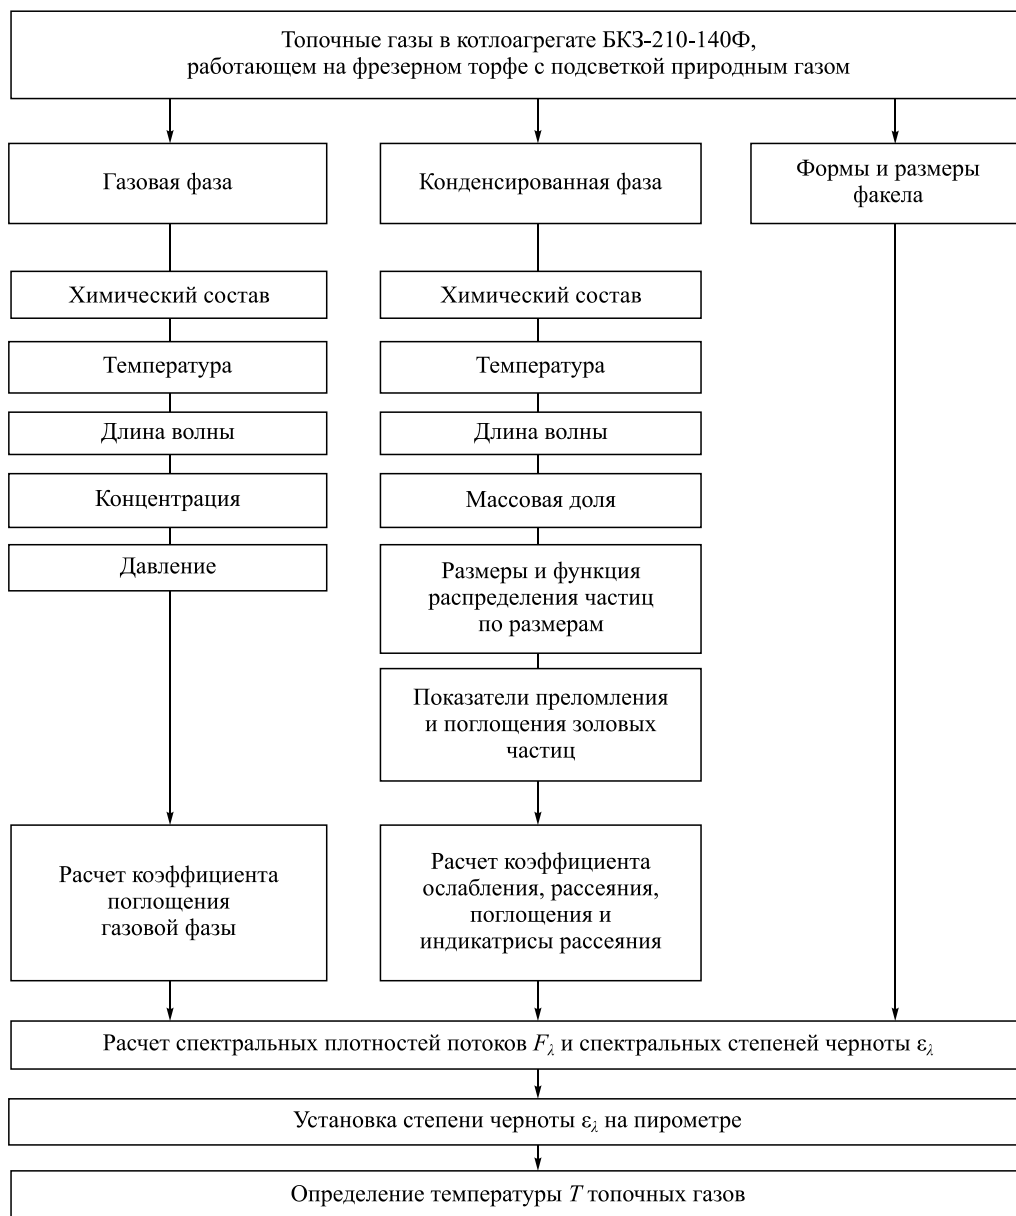 Топочные газы в котлоагрегате БКЗ-210-140Ф,
работающем на фрезерном торфе с подсветкой природным газом
Газовая фаза
Конденсированная фаза
Формы и размеры
факела
Химический состав
Химический состав
Температура
Температура
Длина волны
Длина волны
Концентрация
Массовая доля
Давление
Размеры и функция
распределения частиц
по размерам
Показатели преломления
и поглощения золовых
частиц
Расчет коэффициента
поглощения
газовой фазы
Расчет коэффициента
ослабления, рассеяния,
поглощения и
индикатрисы рассеяния
Расчет спектральных плотностей потоков Fλ и спектральных степеней черноты ελ
Установка степени черноты ελ на пирометре
Определение температуры T топочных газов